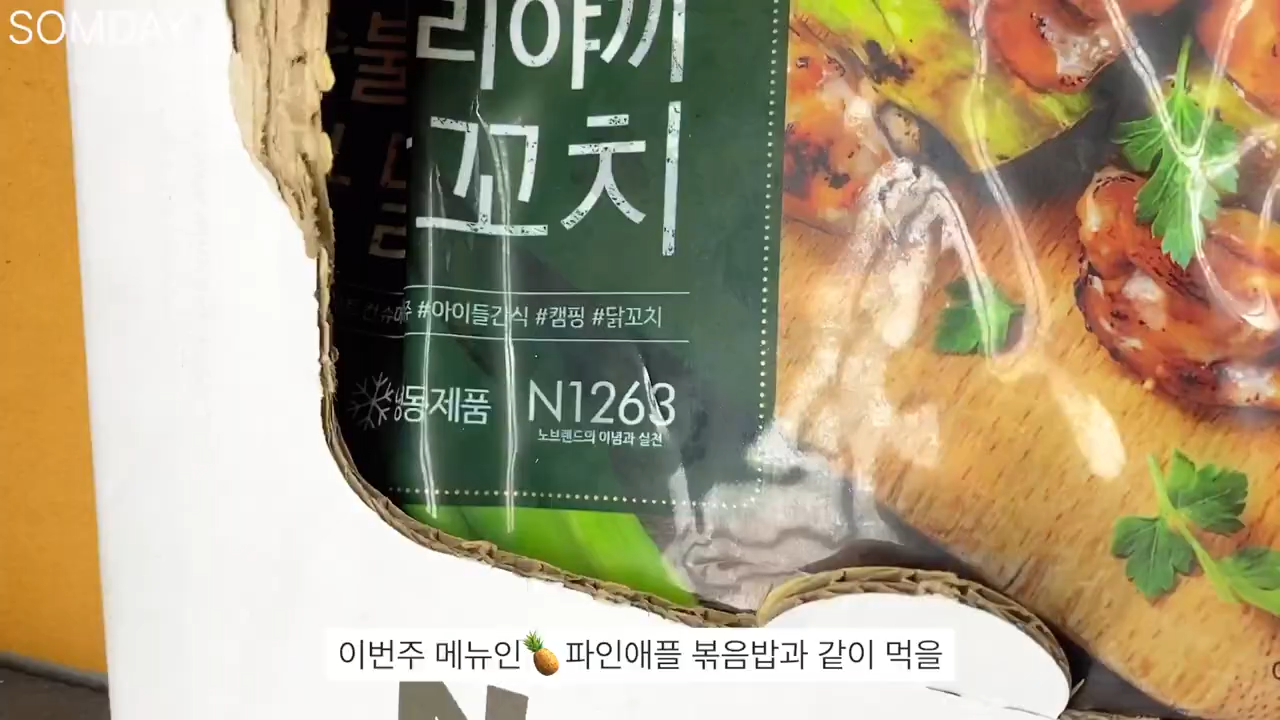 SOMDAY
리야끼
꼬치
#아이들간식 #캠핑 #닭꼬치
냉동제품 N1263
노브랜드의 이념과 실천
이번주 메뉴인🍍파인애플 볶음밥과 같이 먹을
N